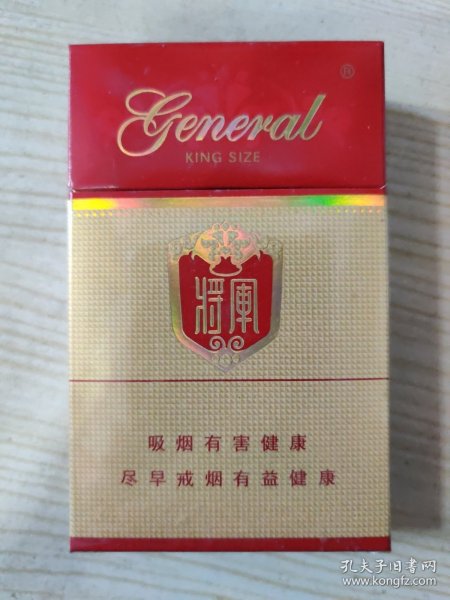 ®
General
KING SIZE
将軍
吸烟有害健康
尽早戒烟有益健康
孔夫子旧书网
www.kongfz.com